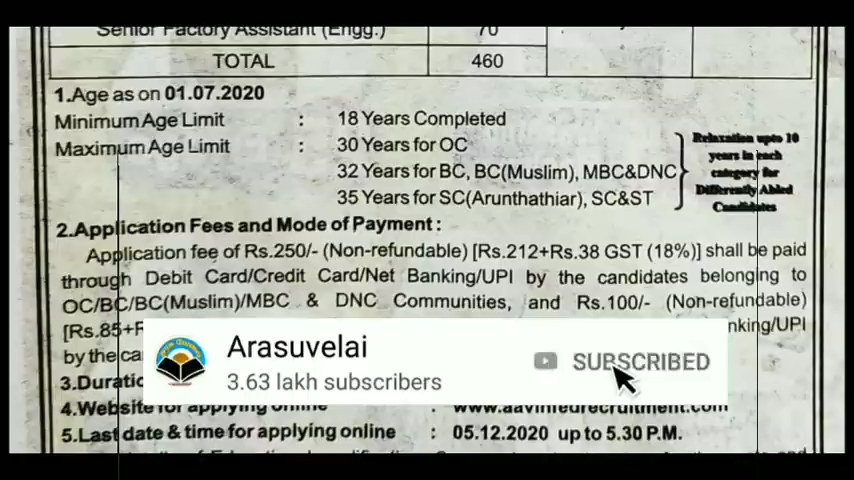 Senior Factory Assistant (Engg.) 70
TOTAL 460
1.Age as on 01.07.2020
Minimum Age Limit : 18 Years Completed
Maximum Age Limit : 30 Years for OC
32 Years for BC, BC(Muslim), MBC&DNC
35 Years for SC(Arunthathiar), SC&ST
Relaxation upto 10
years in each
category for
Differently Abled
Candidates
2.Application Fees and Mode of Payment :
Application fee of Rs.250/- (Non-refundable) [Rs.212+Rs.38 GST (18%)] shall be paid
through Debit Card/Credit Card/Net Banking/UPI by the candidates belonging to
OC/BC/BC(Muslim)/MBC & DNC Communities, and Rs.100/- (Non-refundable)
[Rs.85+ nking/UPI
by the
Arasuvelai
3.63 lakh subscribers
SUBSCRIBED
4.Website for applying online : www.aavinfedrecruitment.com
5.Last date & time for applying online : 05.12.2020 up to 5.30 P.M.